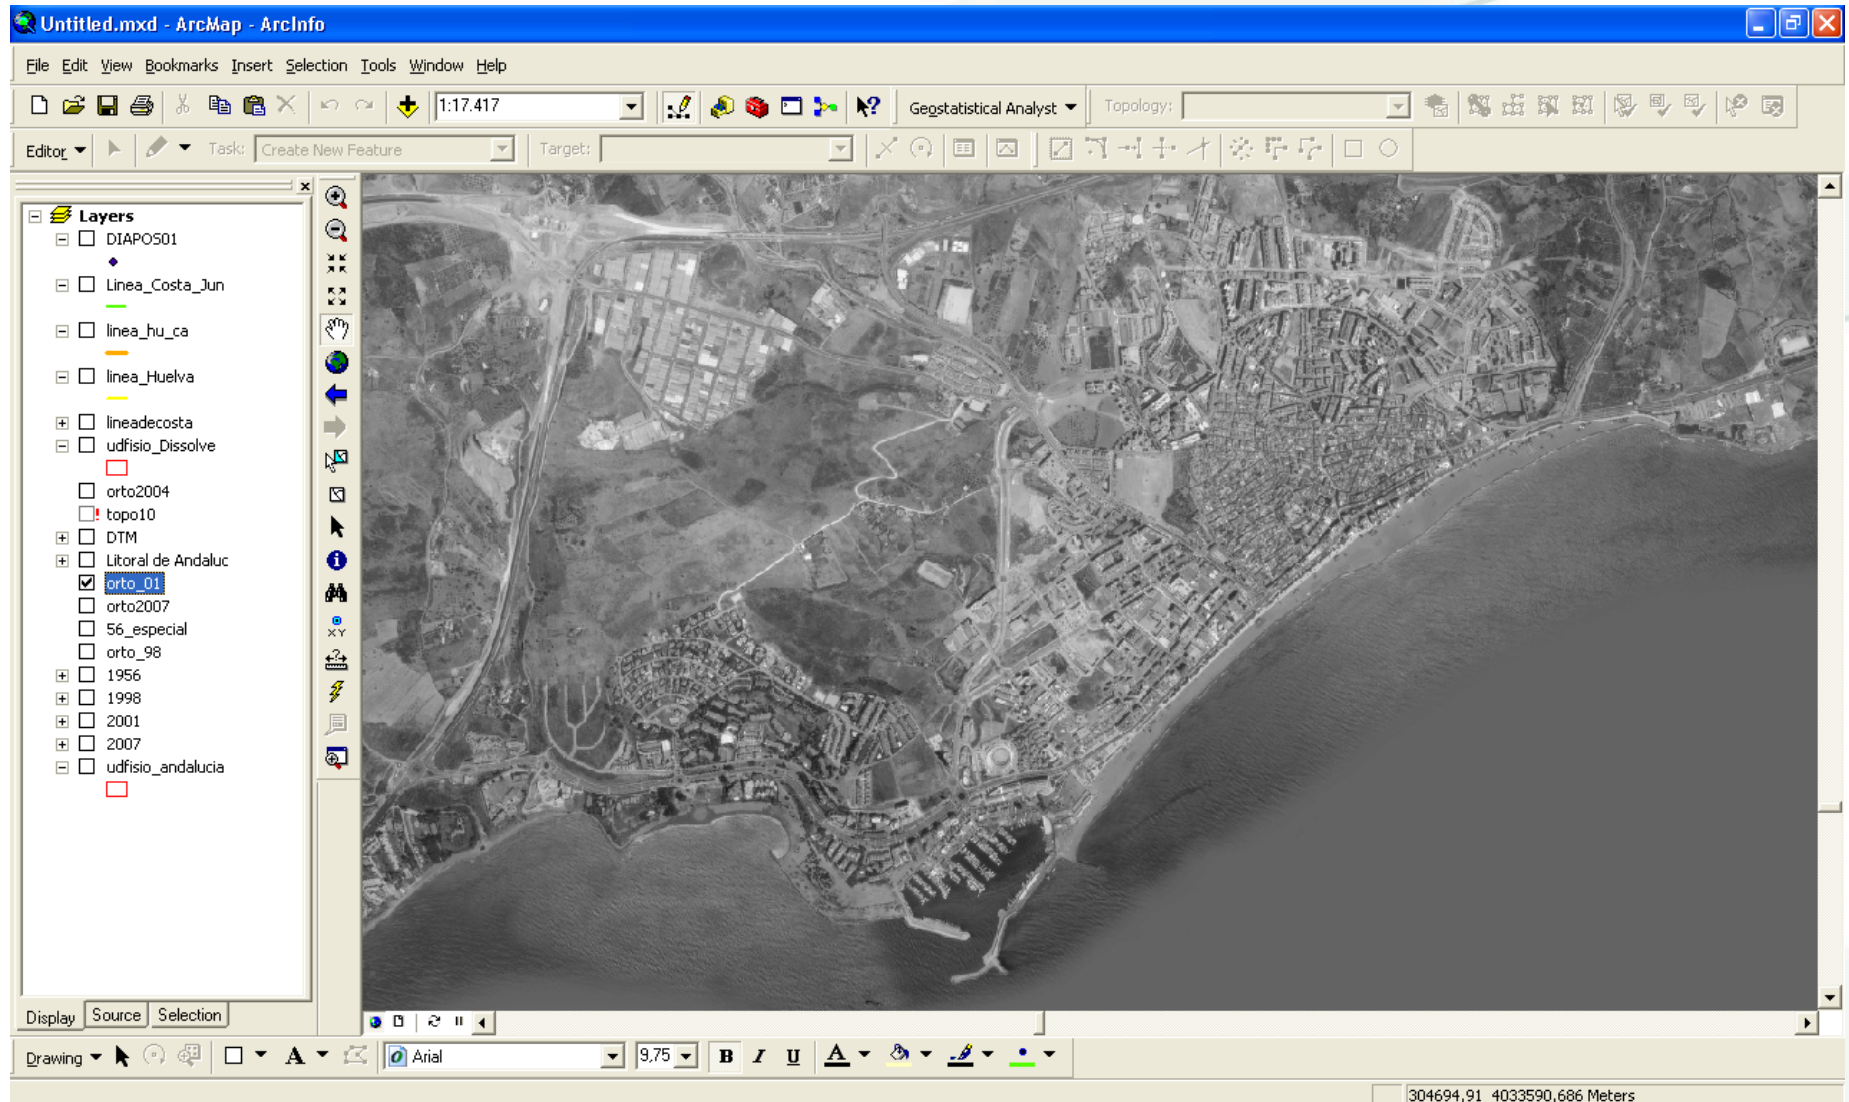 Untitled.mxd - ArcMap - ArcInfo
File Edit View Bookmarks Insert Selection Tools Window Help
1:17.417 Geostatistical Analyst Topology:
Editor Task: Create New Feature Target:
Layers
DIAPOS01
Linea_Costa_Jun
linea_hu_ca
linea_Huelva
lineadecosta
udfisio_Dissolve
orto2004
topo10
DTM
Litoral de Andaluc
orto_01
orto2007
56_especial
orto_98
1956
1998
2001
2007
udfisio_andalucia
XY
Display Source Selection
Drawing A Arial 9,75 B I U A
304694,91 4033590,686 Meters